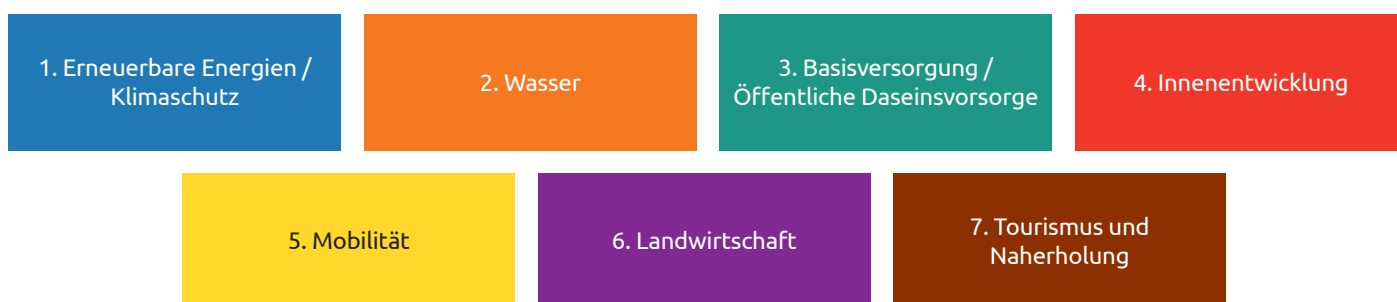 1. Erneuerbare Energien /
Klimaschutz
2. Wasser
3. Basisversorgung /
Öffentliche Daseinsvorsorge
4. Innenentwicklung
5. Mobilität
6. Landwirtschaft
7. Tourismus und
Naherholung